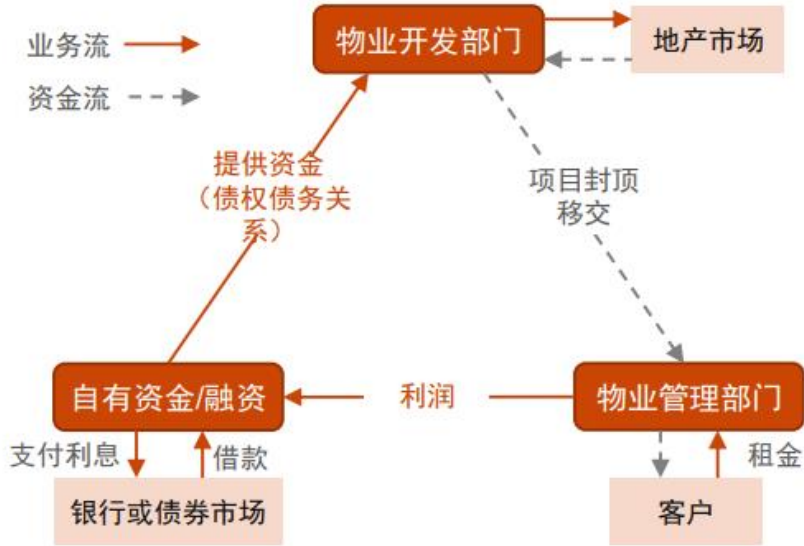 业务流
资金流
物业开发部门
地产市场
提供资金
（债权债务关
系）
项目封顶
移交
自有资金/融资
利润
物业管理部门
支付利息
借款
租金
银行或债券市场
客户